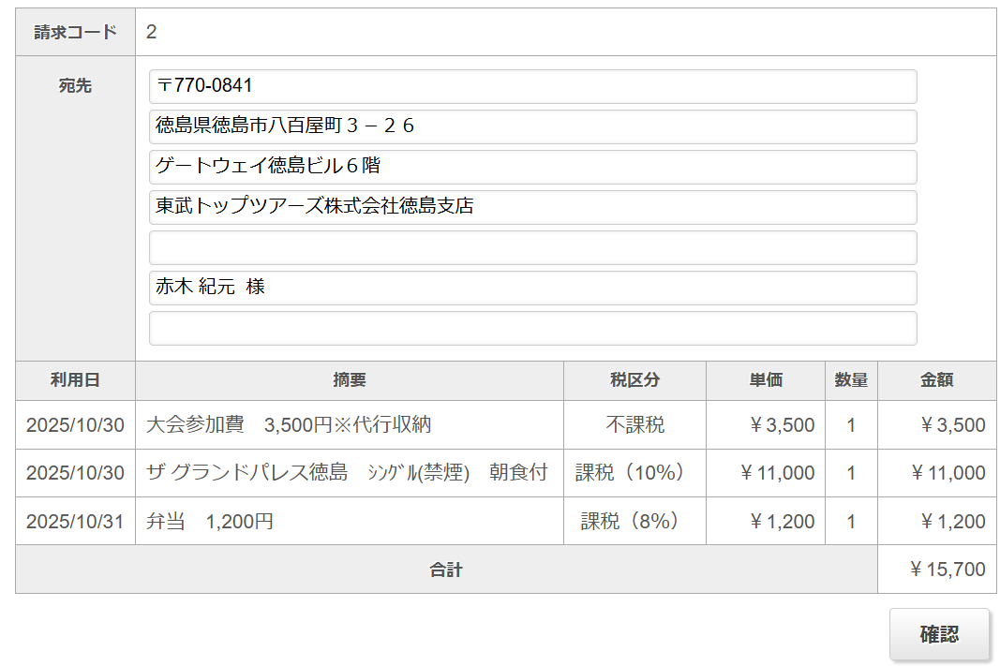 請求コード 2
宛先
〒770-0841
徳島県徳島市八百屋町３－２６
ゲートウェイ徳島ビル６階
東武トップツアーズ株式会社徳島支店
赤木 紀元 様
利用日 摘要 税区分 単価 数量 金額
2025/10/30 大会参加費　3,500円※代行収納 不課税 ￥3,500 1 ￥3,500
2025/10/30 ザ グランドパレス徳島　ｼﾝｸﾞﾙ(禁煙)　朝食付 課税（10%） ￥11,000 1 ￥11,000
2025/10/31 弁当　1,200円 課税（8%） ￥1,200 1 ￥1,200
合計 ￥15,700
確認